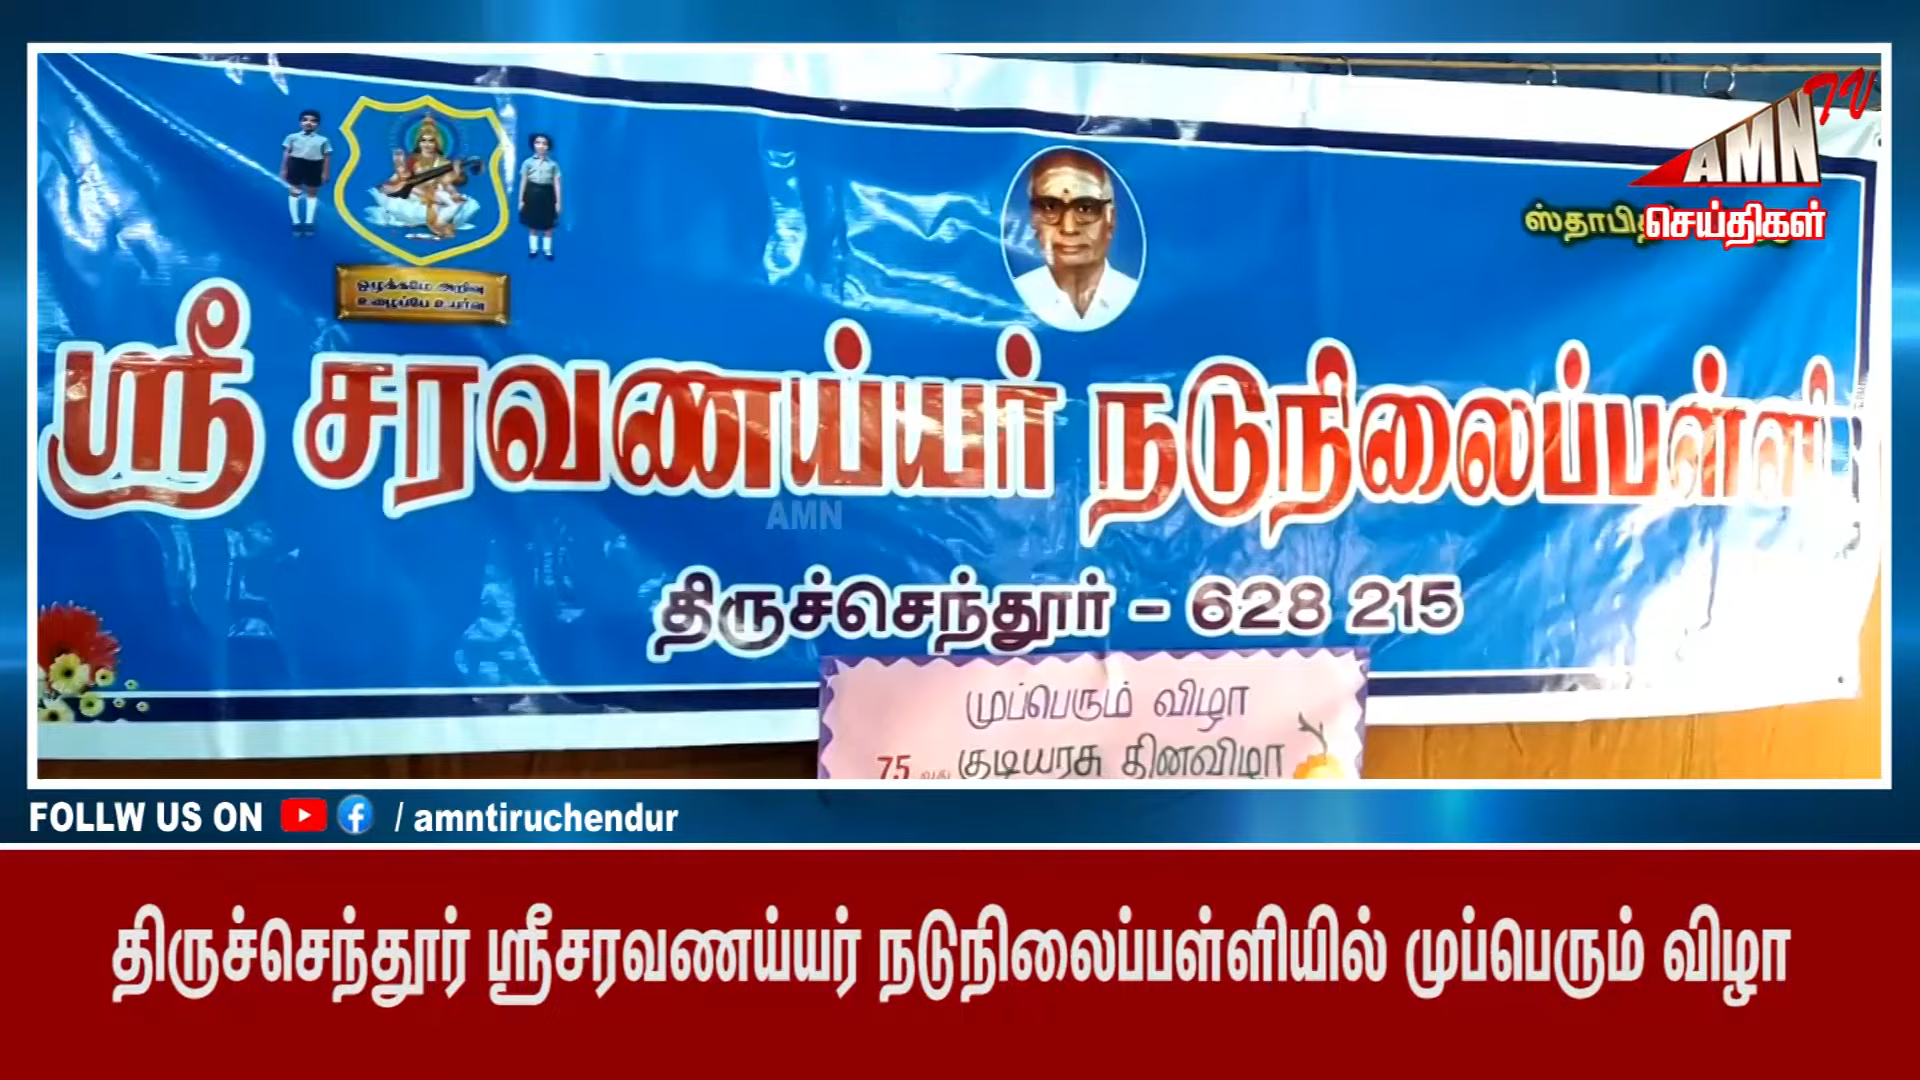 AMN TV
செய்திகள்
ஒழுக்கமே அறிவு
உழைப்பே உயர்வு
ஸ்ரீ சரவணய்யர் நடுநிலைப்பள்ளி
AMN
திருச்செந்தூர் - 628 215
முப்பெரும் விழா
75 வது குடியரசு தினவிழா
FOLLW US ON / amntiruchendur
திருச்செந்தூர் ஸ்ரீசரவணய்யர் நடுநிலைப்பள்ளியில் முப்பெரும் விழா